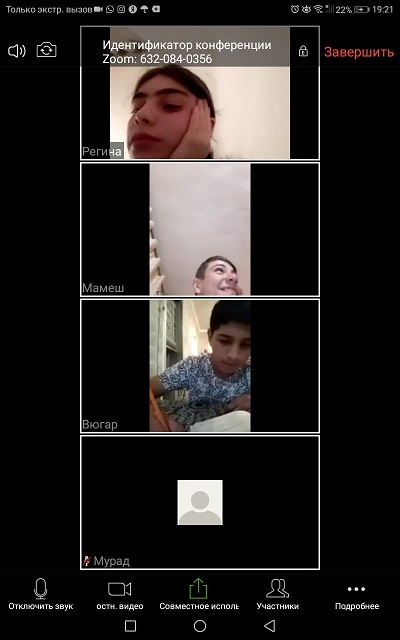 Только экстр. вызов
22%
19:21
Идентификатор конференции
Zoom: 632-084-0356
Завершить
Регина
Мамеш
Вюгар
Мурад
Отключить звук
остн. видео
Совместное исполь
Участники
Подробнее